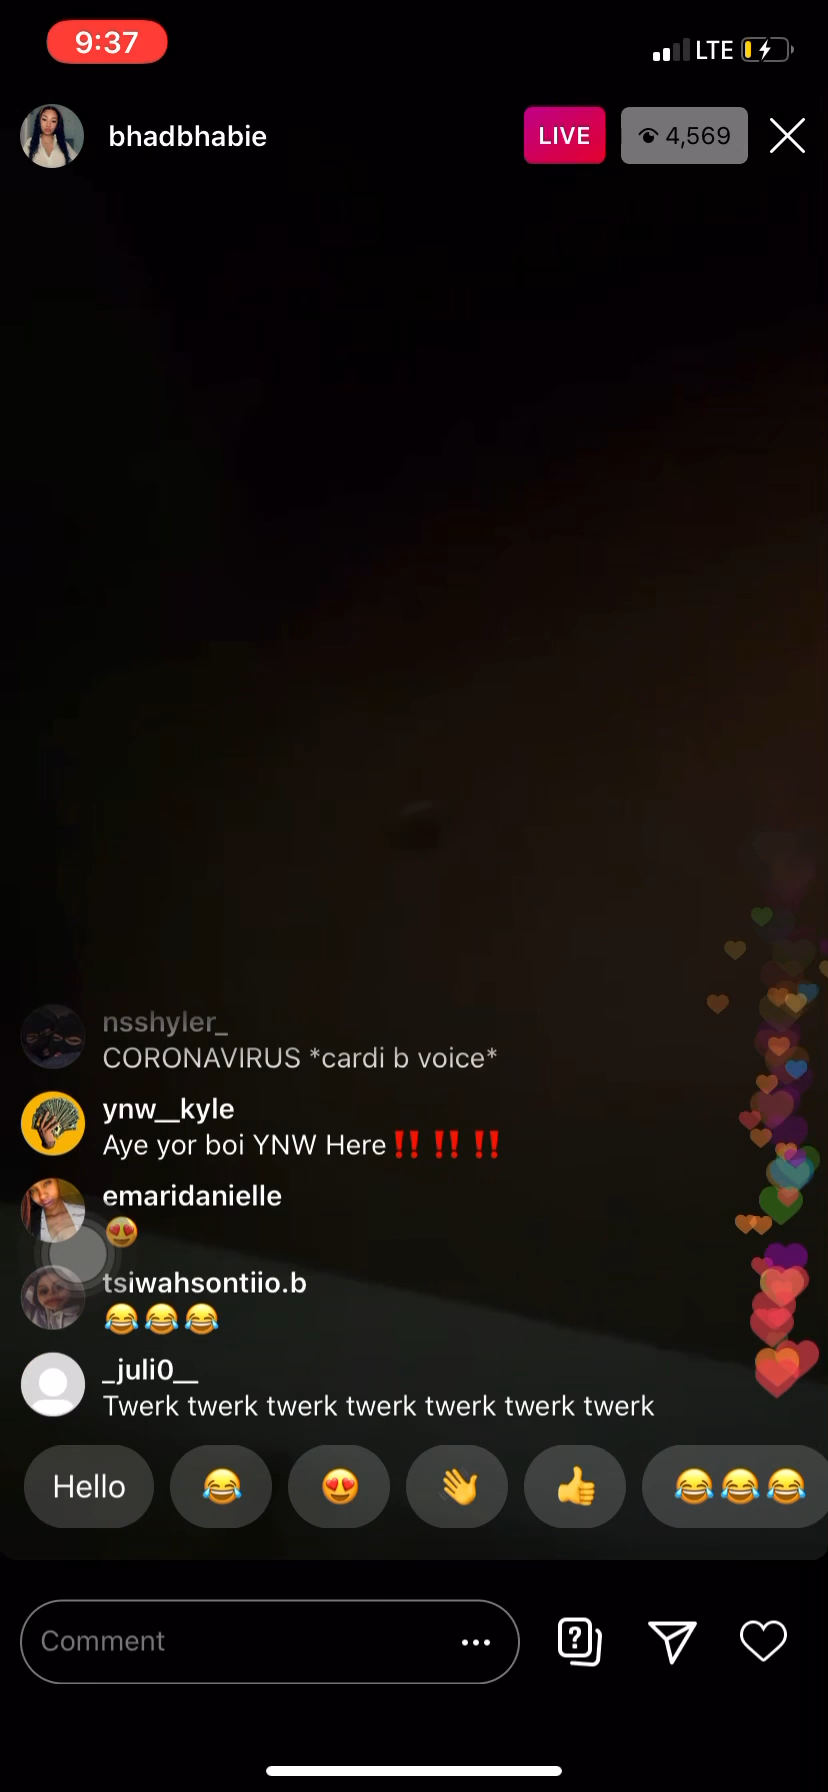 9:37
LTE
bhadbhabie
LIVE
4,569
nsshyler_
CORONAVIRUS *cardi b voice*
ynw__kyle
Aye yor boi YNW Here‼️ ‼️ ‼️
emaridanielle
😍
tsiwahsontiio.b
😂😂😂
_juli0__
Twerk twerk twerk twerk twerk twerk twerk
Hello 😂 😍 👋 👍 😂😂😂
Comment